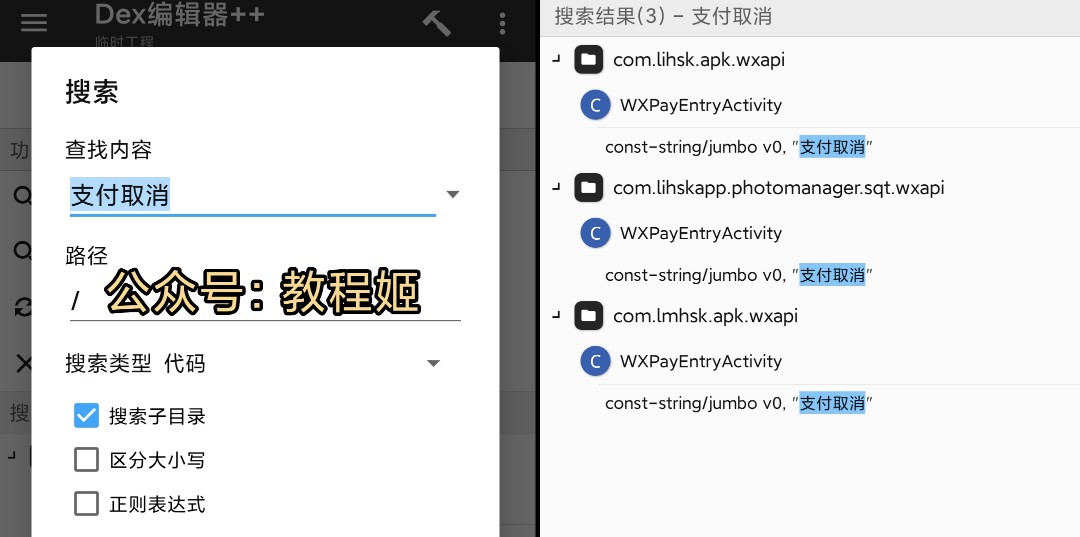 Dex编辑器++
临时工程
搜索
查找内容
支付取消
路径
/
公众号：教程姬
搜索类型 代码
搜索子目录
区分大小写
正则表达式
功
搜
搜索结果(3) - 支付取消
com.lihsk.apk.wxapi
C WXPayEntryActivity
const-string/jumbo v0, "支付取消"
com.lihskapp.photomanager.sqt.wxapi
C WXPayEntryActivity
const-string/jumbo v0, "支付取消"
com.lmhsk.apk.wxapi
C WXPayEntryActivity
const-string/jumbo v0, "支付取消"